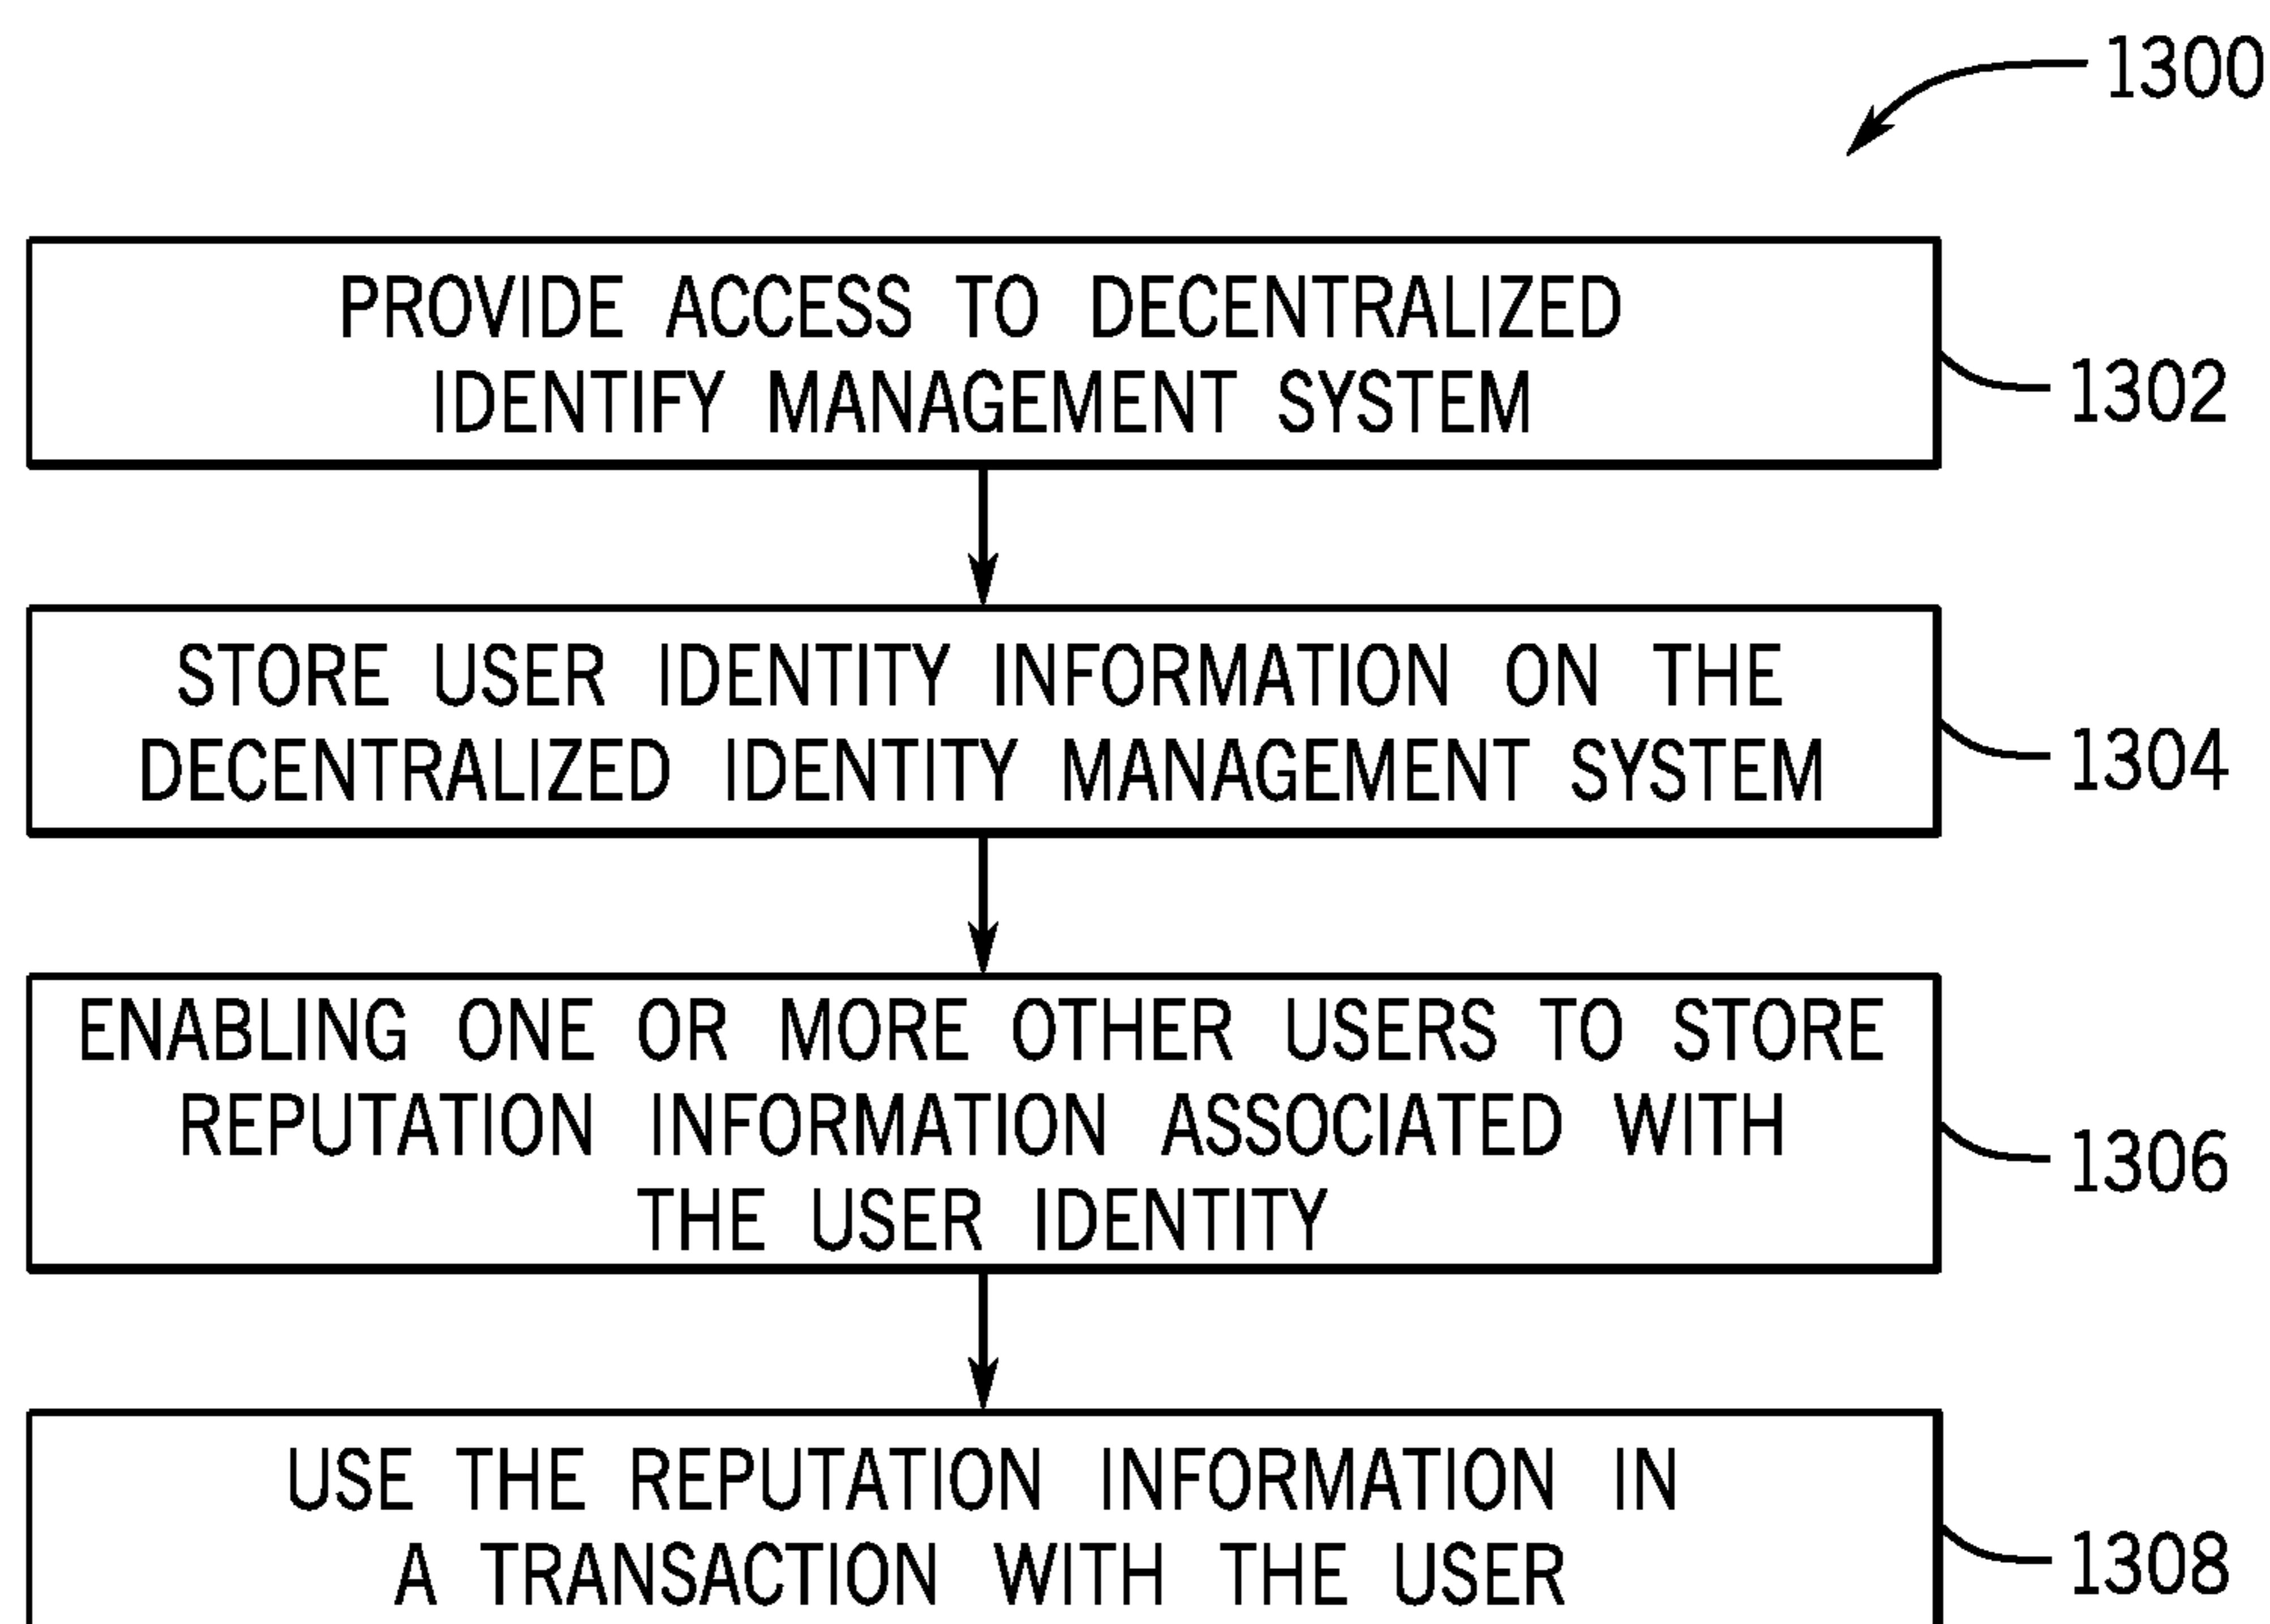 1300
PROVIDE ACCESS TO DECENTRALIZED
IDENTIFY MANAGEMENT SYSTEM
1302
STORE USER IDENTITY INFORMATION ON THE
DECENTRALIZED IDENTITY MANAGEMENT SYSTEM
1304
ENABLING ONE OR MORE OTHER USERS TO STORE
REPUTATION INFORMATION ASSOCIATED WITH
THE USER IDENTITY
1306
USE THE REPUTATION INFORMATION IN
A TRANSACTION WITH THE USER
1308